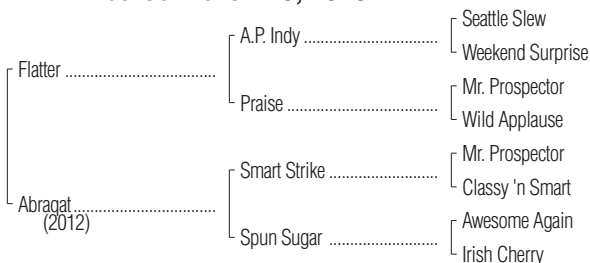 Seattle Slew
A.P. Indy
Weekend Surprise
Flatter
Mr. Prospector
Praise
Wild Applause
Mr. Prospector
Smart Strike
Classy 'n Smart
Abragat
(2012)
Awesome Again
Spun Sugar
Irish Cherry